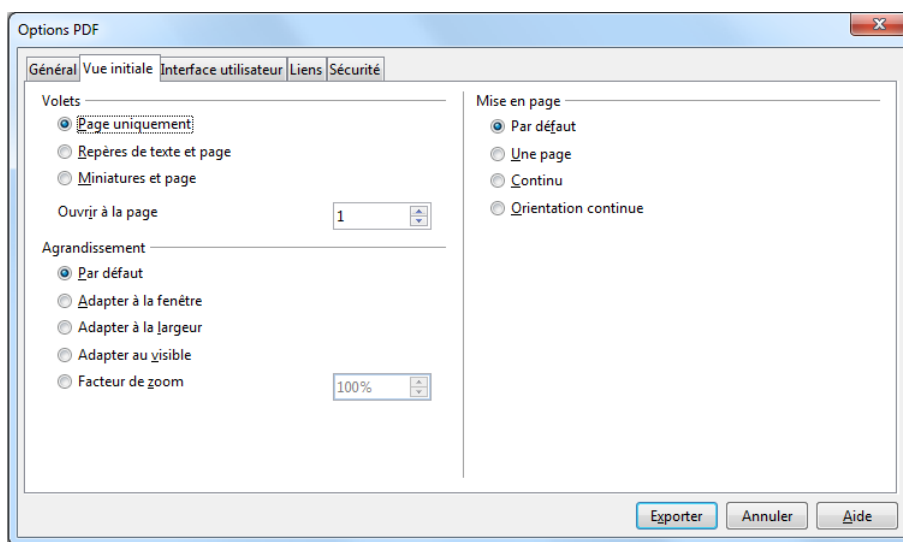 Options PDF
Général Vue initiale Interface utilisateur Liens Sécurité
Volets
Page uniquement
Repères de texte et page
Miniatures et page
Ouvrir à la page 1
Agrandissement
Par défaut
Adapter à la fenêtre
Adapter à la largeur
Adapter au visible
Facteur de zoom 100%
Mise en page
Par défaut
Une page
Continu
Orientation continue
Exporter Annuler Aide